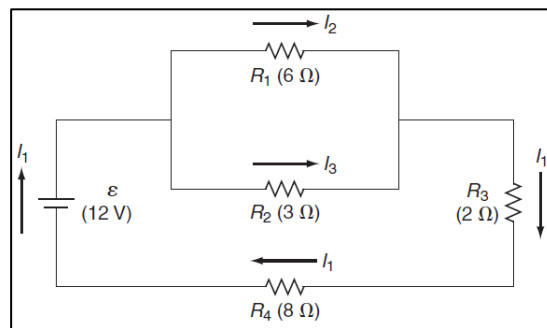 I₂
R₁ (6 Ω)
I₁
I₃
I₁
ε
(12 V)
R₂ (3 Ω)
R₃
(2 Ω)
I₁
R₄ (8 Ω)